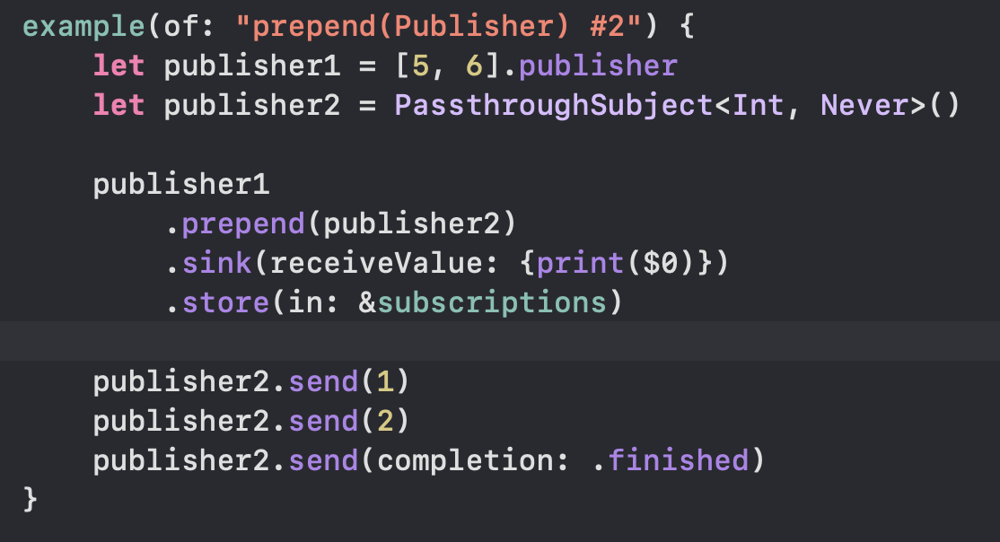 example(of: "prepend(Publisher) #2") {
    let publisher1 = [5, 6].publisher
    let publisher2 = PassthroughSubject<Int, Never>()

    publisher1
        .prepend(publisher2)
        .sink(receiveValue: {print($0)})
        .store(in: &subscriptions)

    publisher2.send(1)
    publisher2.send(2)
    publisher2.send(completion: .finished)
}